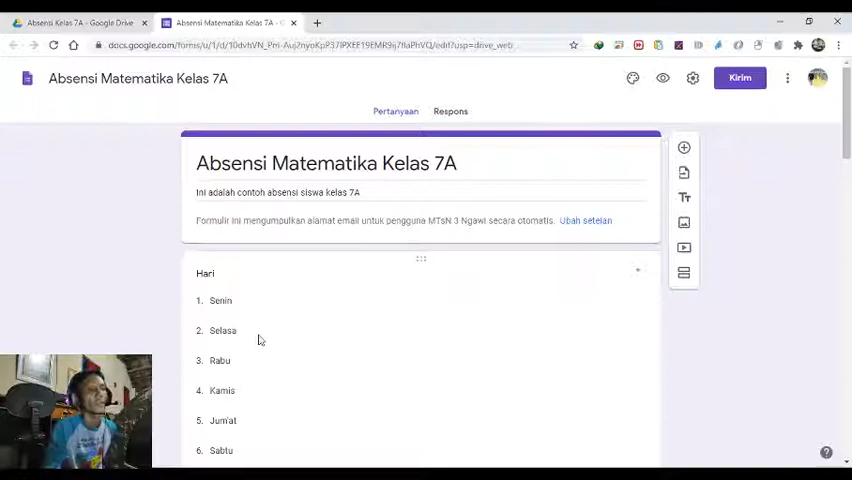 Absensi Kelas 7A - Google Drive
Absensi Matematika Kelas 7A - G
Absensi Matematika Kelas 7A
Kirim
Pertanyaan
Respons
Absensi Matematika Kelas 7A
Ini adalah contoh absensi siswa kelas 7A
Formulir ini mengumpulkan alamat email untuk pengguna MTsN 3 Ngawi secara otomatis. Ubah setelan
Hari
1. Senin
2. Selasa
3. Rabu
4. Kamis
5. Jum'at
6. Sabtu